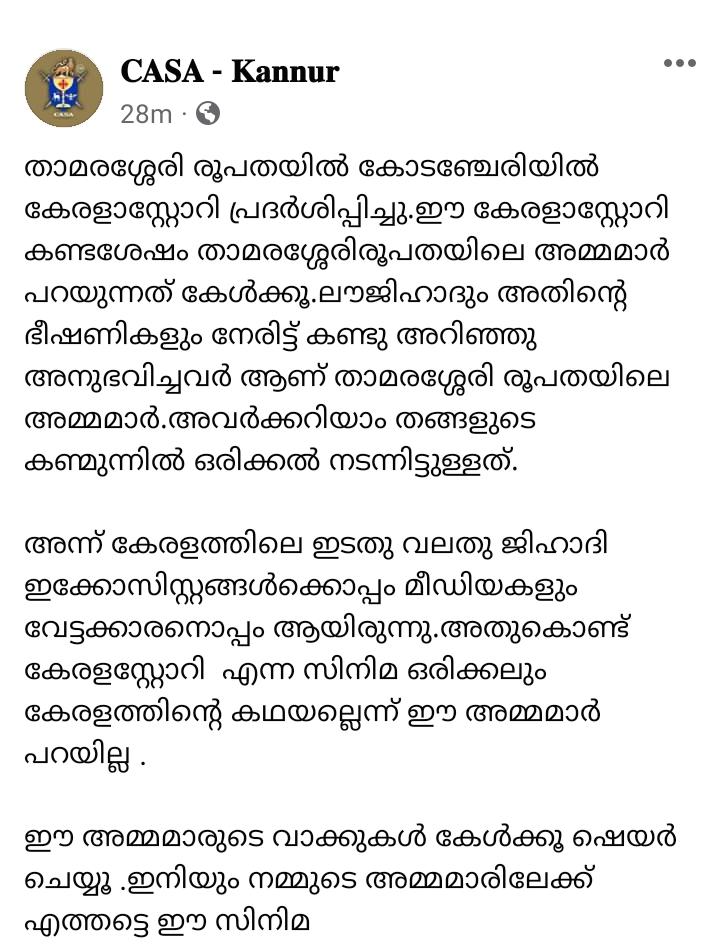 CASA - Kannur
28m ·
താമരശ്ശേരി രൂപതയിൽ കോടഞ്ചേരിയിൽ
കേരളാസ്റ്റോറി പ്രദർശിപ്പിച്ചു.ഈ കേരളാസ്റ്റോറി
കണ്ടശേഷം താമരശ്ശേരിരൂപതയിലെ അമ്മമാർ
പറയുന്നത് കേൾക്കൂ.ലൗജിഹാദും അതിന്റെ
ഭീഷണികളും നേരിട്ട് കണ്ടു അറിഞ്ഞു
അനുഭവിച്ചവർ ആണ് താമരശ്ശേരി രൂപതയിലെ
അമ്മമാർ.അവർക്കറിയാം തങ്ങളുടെ
കണ്മുന്നിൽ ഒരിക്കൽ നടന്നിട്ടുള്ളത്.
അന്ന് കേരളത്തിലെ ഇടതു വലതു ജിഹാദി
ഇക്കോസിസ്റ്റങ്ങൾക്കൊപ്പം മീഡിയകളും
വേട്ടക്കാരനൊപ്പം ആയിരുന്നു.അതുകൊണ്ട്
കേരളസ്റ്റോറി എന്ന സിനിമ ഒരിക്കലും
കേരളത്തിന്റെ കഥയല്ലെന്ന് ഈ അമ്മമാർ
പറയില്ല .
ഈ അമ്മമാരുടെ വാക്കുകൾ കേൾക്കൂ ഷെയർ
ചെയ്യൂ .ഇനിയും നമ്മുടെ അമ്മമാരിലേക്ക്
എത്തട്ടെ ഈ സിനിമ
CASA